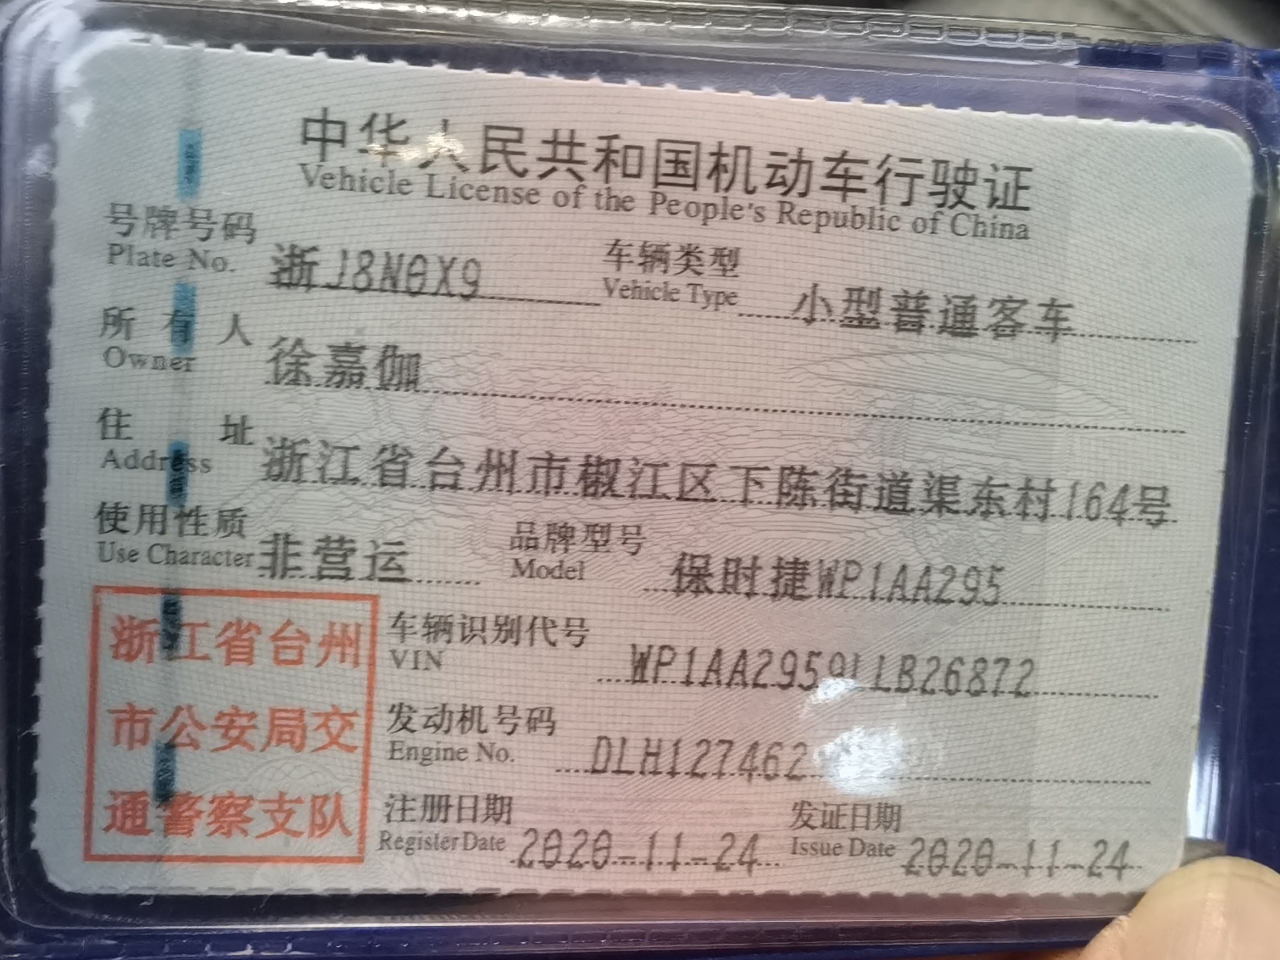 中华人民共和国机动车行驶证
Vehicle License of the People's Republic of China
号牌号码 浙J8N0X9 车辆类型 小型普通客车
Plate No. Vehicle Type
所有人 徐嘉伽
Owner
住址 浙江省台州市椒江区下陈街道渠东村164号
Address
使用性质 非营运 品牌型号 保时捷WP1AA295
Use Character Model
浙江省台州
市公安局交
通警察支队
车辆识别代号
VIN WP1AA2959LLB26872
发动机号码
Engine No. DLH127462
注册日期 2020-11-24 发证日期 2020-11-24
Register Date Issue Date